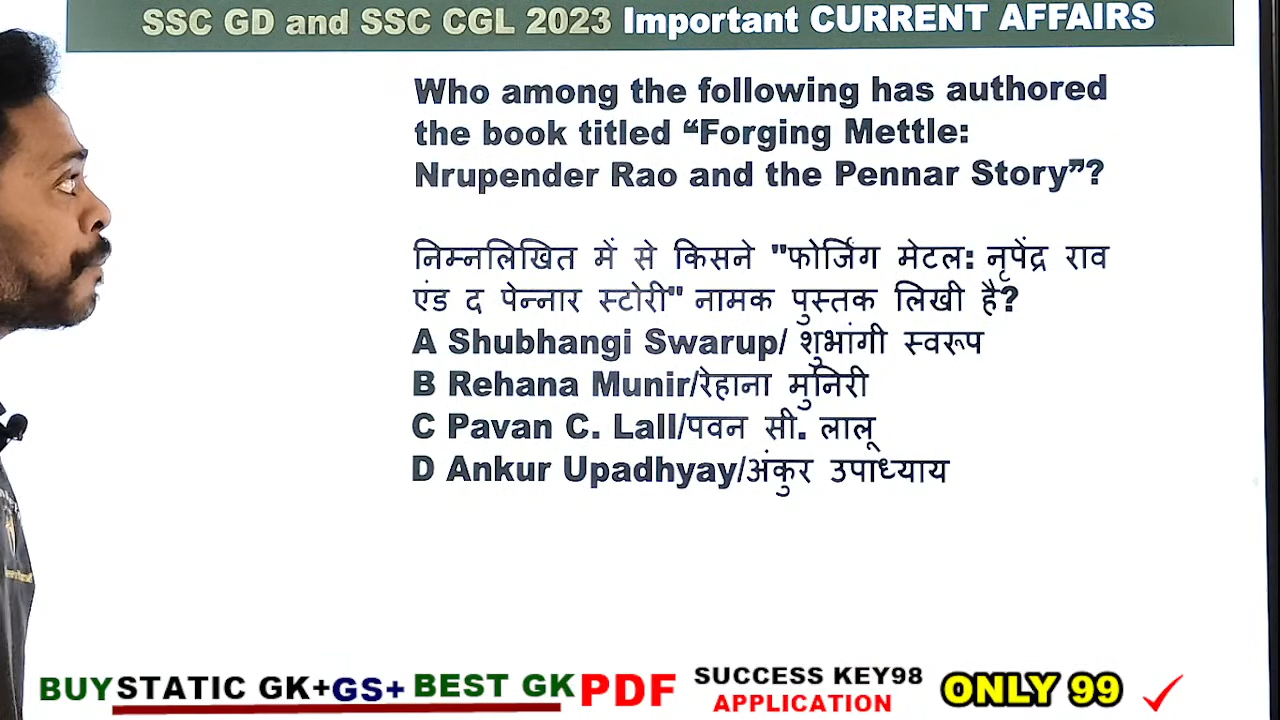 SSC GD and SSC CGL 2023 Important CURRENT AFFAIRS
Who among the following has authored
the book titled “Forging Mettle:
Nrupender Rao and the Pennar Story”?
निम्नलिखित में से किसने "फोर्जिंग मेटल: नृपेंद्र राव
एंड द पेन्नार स्टोरी" नामक पुस्तक लिखी है?
A Shubhangi Swarup/ शुभांगी स्वरूप
B Rehana Munir/रेहाना मुनिरी
C Pavan C. Lall/पवन सी. लालू
D Ankur Upadhyay/अंकुर उपाध्याय
BUY STATIC GK+GS+ BEST GK PDF SUCCESS KEY98 APPLICATION ONLY 99